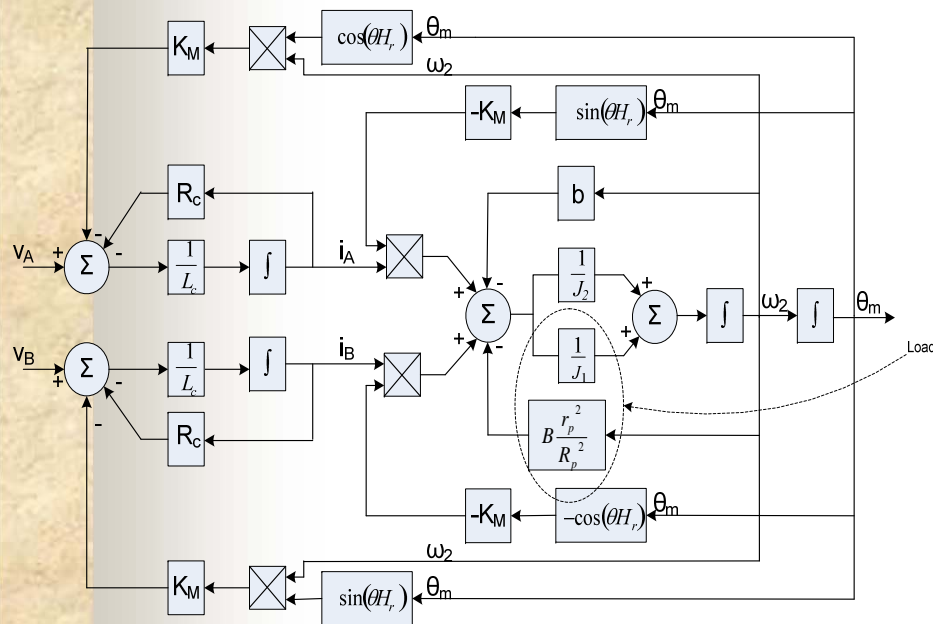 K_M cos(θH_r) θ_m
ω_2
-K_M sin(θH_r) θ_m
R_c b
v_A + - - Σ 1/L_c ∫ i_A
+ - Σ 1/J_2 + Σ ∫ ω_2 ∫ θ_m
v_B + - - Σ 1/L_c ∫ i_B
+ - 1/J_1 + Load
R_c B r_p^2/R_p^2
-K_M -cos(θH_r) θ_m
ω_2
K_M sin(θH_r) θ_m